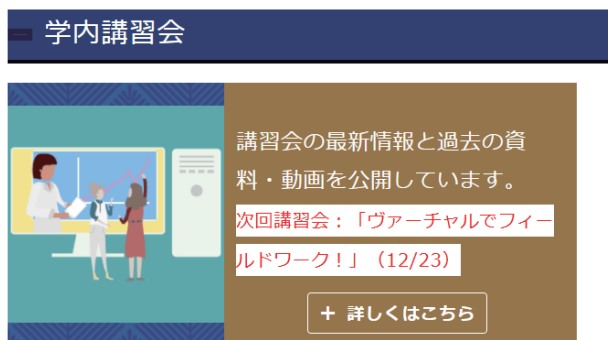 学内講習会
講習会の最新情報と過去の資
料・動画を公開しています。
次回講習会：「ヴァーチャルでフィー
ルドワーク！」（12/23）
+ 詳しくはこちら